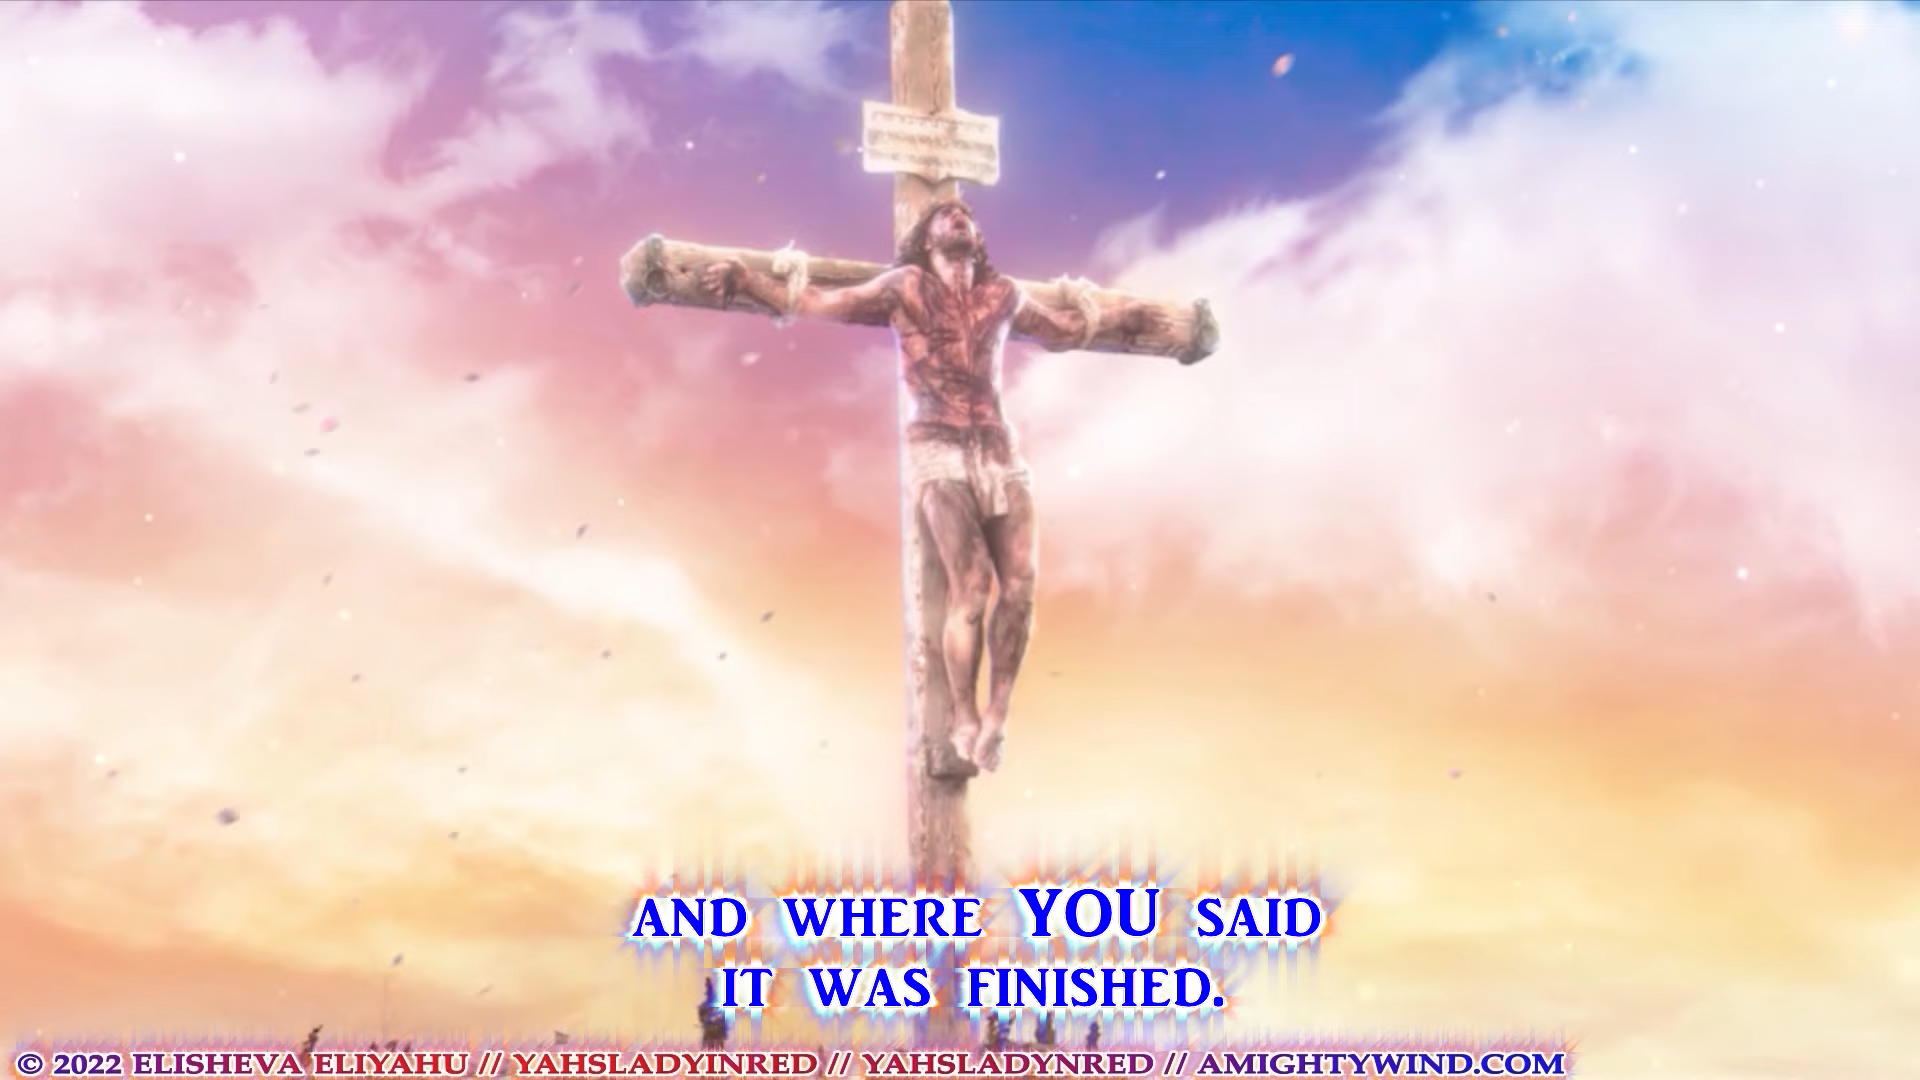 AND WHERE YOU SAID
IT WAS FINISHED.
© 2022 ELISHEVA ELIYAHU // YAHSLADYINRED // YAHSLADYNRED // AMIGHTYWIND.COM